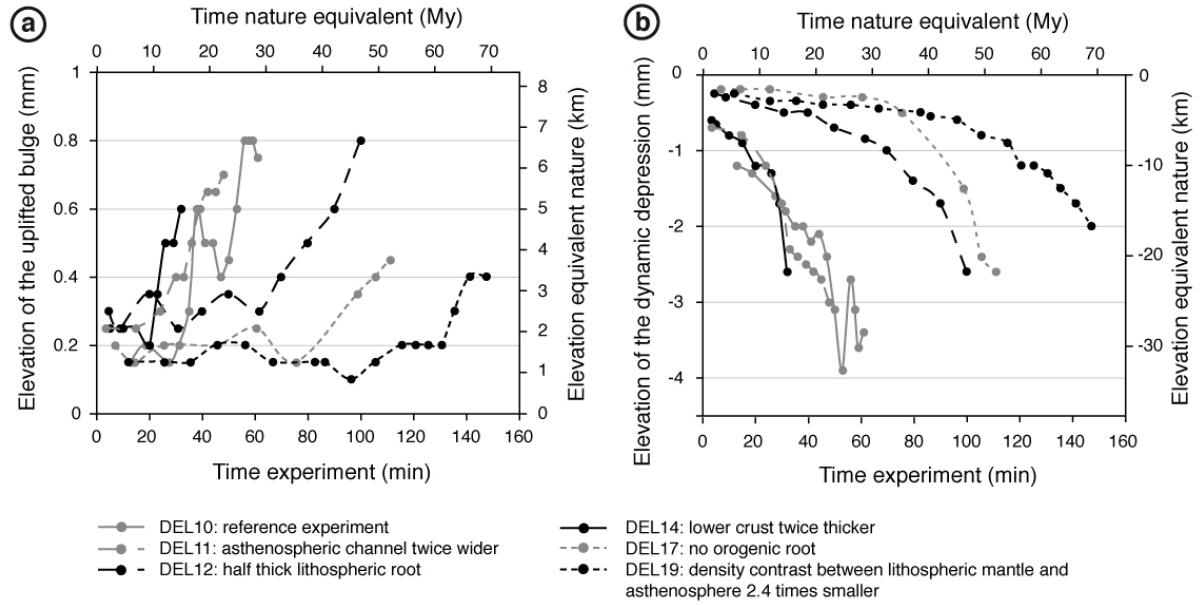 a
Time nature equivalent (My)
0 10 20 30 40 50 60 70
Elevation of the uplifted bulge (mm)
1
0.8
0.6
0.4
0.2
0
8
7
6
5
4
3
2
1
0
Elevation equivalent nature (km)
0 20 40 60 80 100 120 140 160
Time experiment (min)
b
Time nature equivalent (My)
0 10 20 30 40 50 60 70
Elevation of the dynamic depression (mm)
0
-1
-2
-3
-4
0
-10
-20
-30
Elevation equivalent nature (km)
0 20 40 60 80 100 120 140 160
Time experiment (min)
DEL10: reference experiment
DEL11: asthenospheric channel twice wider
DEL12: half thick lithospheric root
DEL14: lower crust twice thicker
DEL17: no orogenic root
DEL19: density contrast between lithospheric mantle and
asthenosphere 2.4 times smaller